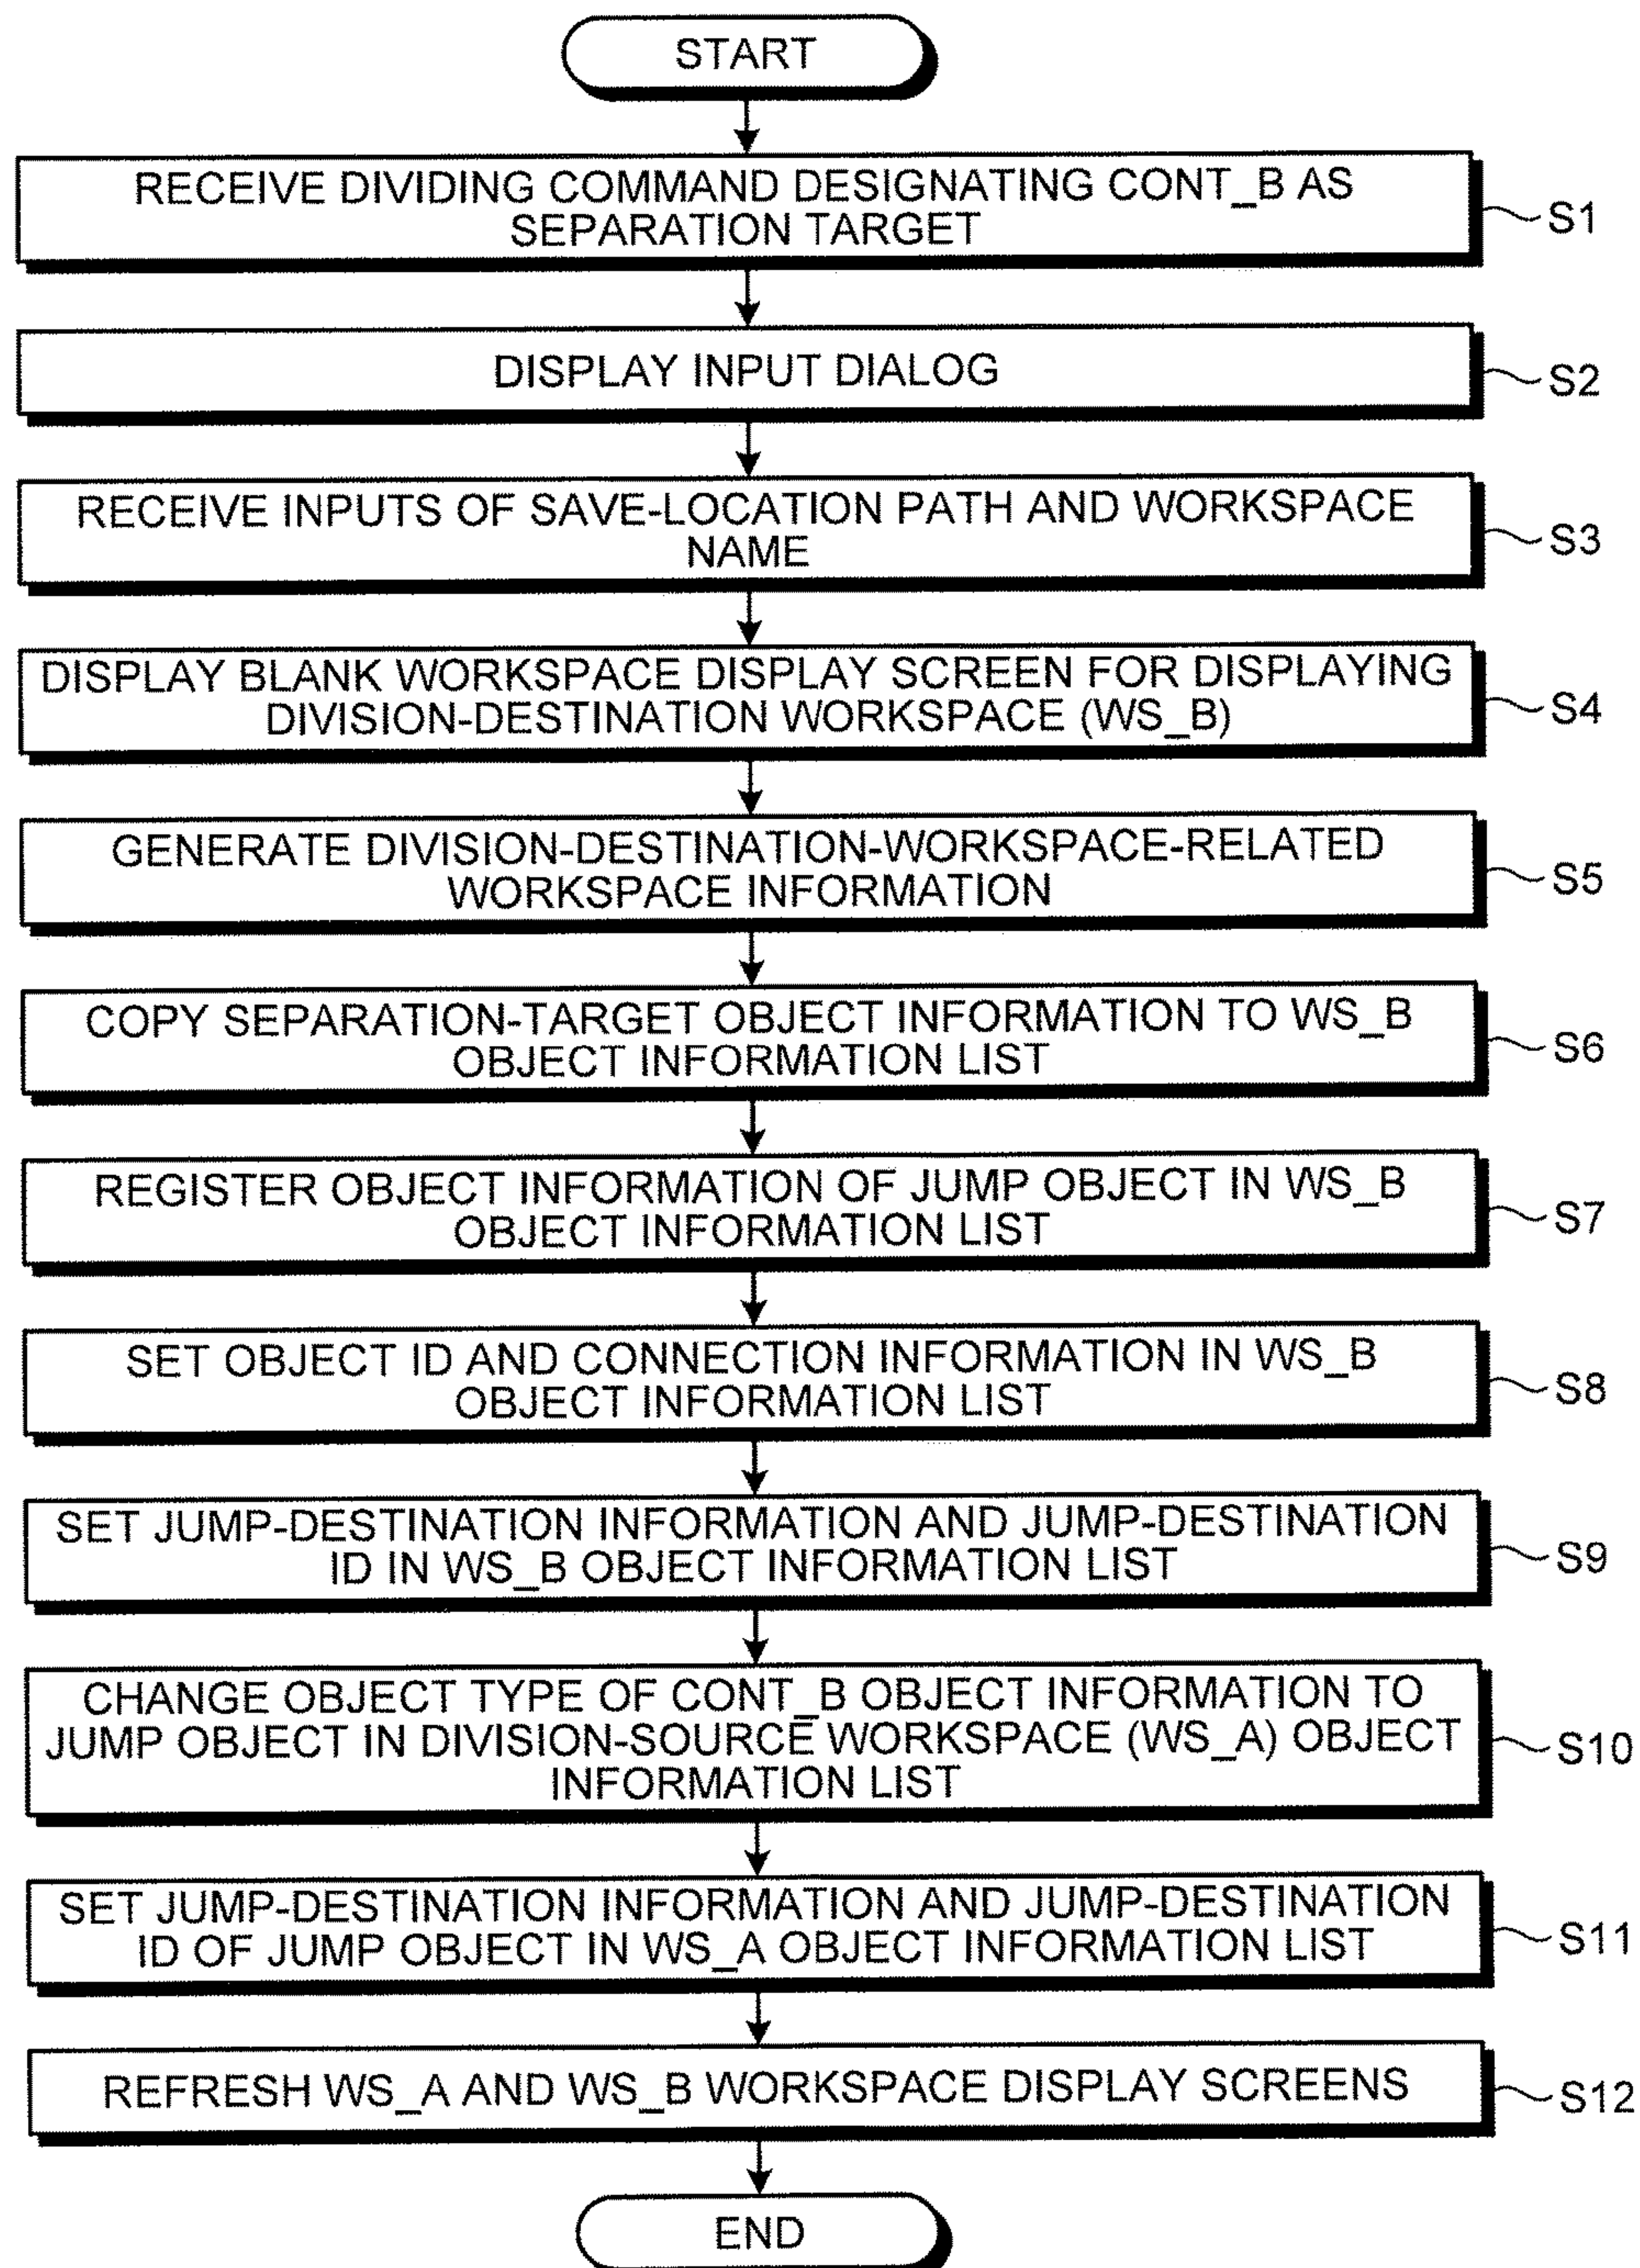 START
RECEIVE DIVIDING COMMAND DESIGNATING CONT_B AS
SEPARATION TARGET
S1
DISPLAY INPUT DIALOG
S2
RECEIVE INPUTS OF SAVE-LOCATION PATH AND WORKSPACE
NAME
S3
DISPLAY BLANK WORKSPACE DISPLAY SCREEN FOR DISPLAYING
DIVISION-DESTINATION WORKSPACE (WS_B)
S4
GENERATE DIVISION-DESTINATION-WORKSPACE-RELATED
WORKSPACE INFORMATION
S5
COPY SEPARATION-TARGET OBJECT INFORMATION TO WS_B
OBJECT INFORMATION LIST
S6
REGISTER OBJECT INFORMATION OF JUMP OBJECT IN WS_B
OBJECT INFORMATION LIST
S7
SET OBJECT ID AND CONNECTION INFORMATION IN WS_B
OBJECT INFORMATION LIST
S8
SET JUMP-DESTINATION INFORMATION AND JUMP-DESTINATION
ID IN WS_B OBJECT INFORMATION LIST
S9
CHANGE OBJECT TYPE OF CONT_B OBJECT INFORMATION TO
JUMP OBJECT IN DIVISION-SOURCE WORKSPACE (WS_A) OBJECT
INFORMATION LIST
S10
SET JUMP-DESTINATION INFORMATION AND JUMP-DESTINATION
ID OF JUMP OBJECT IN WS_A OBJECT INFORMATION LIST
S11
REFRESH WS_A AND WS_B WORKSPACE DISPLAY SCREENS
S12
END